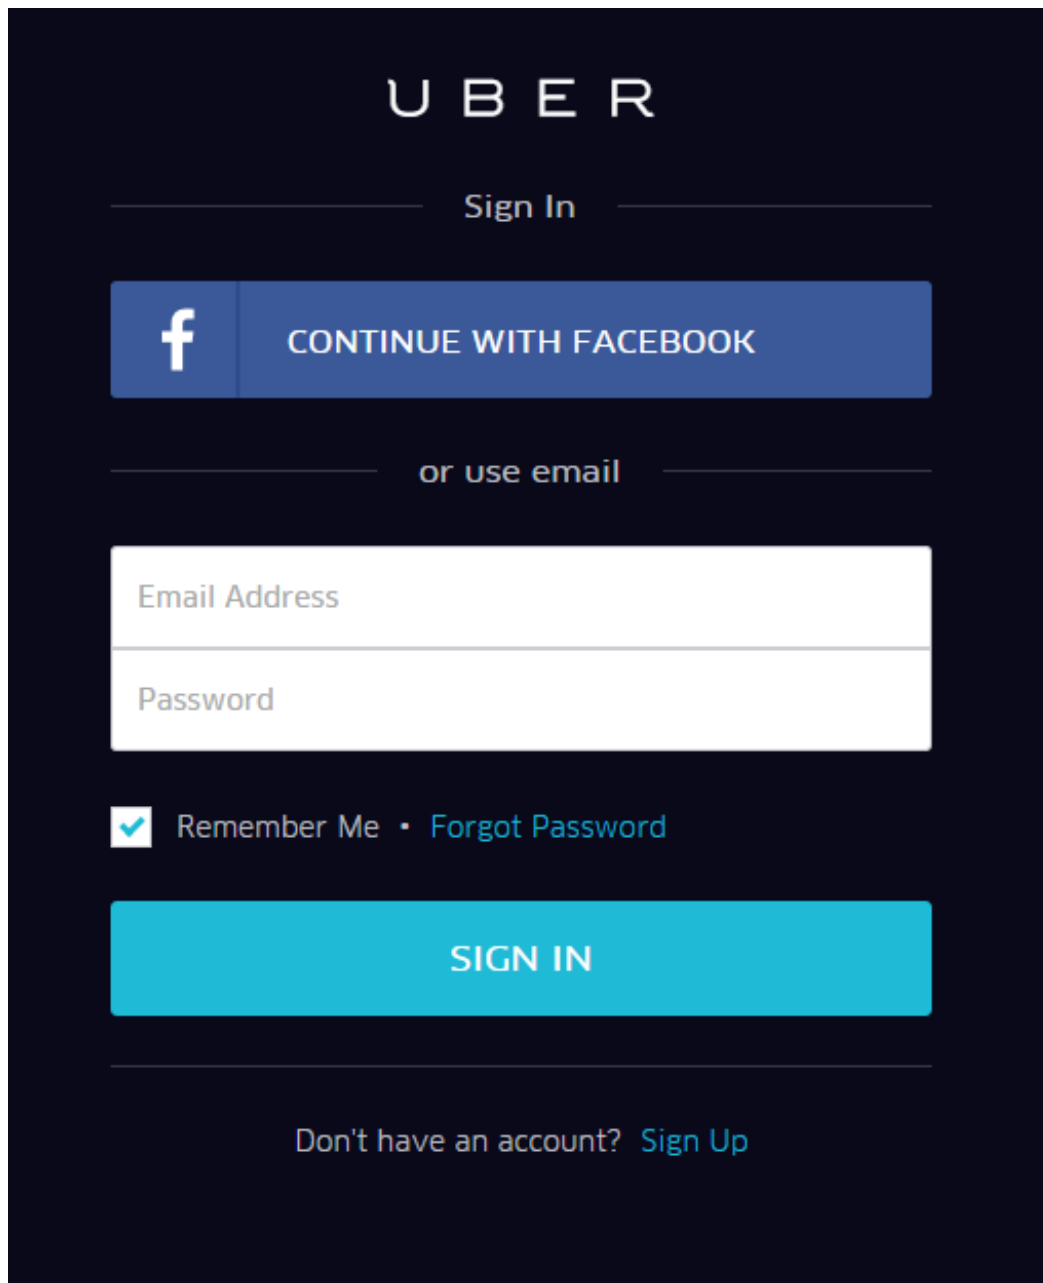 UBER
Sign In
f CONTINUE WITH FACEBOOK
or use email
Email Address
Password
Remember Me • Forgot Password
SIGN IN
Don't have an account? Sign Up